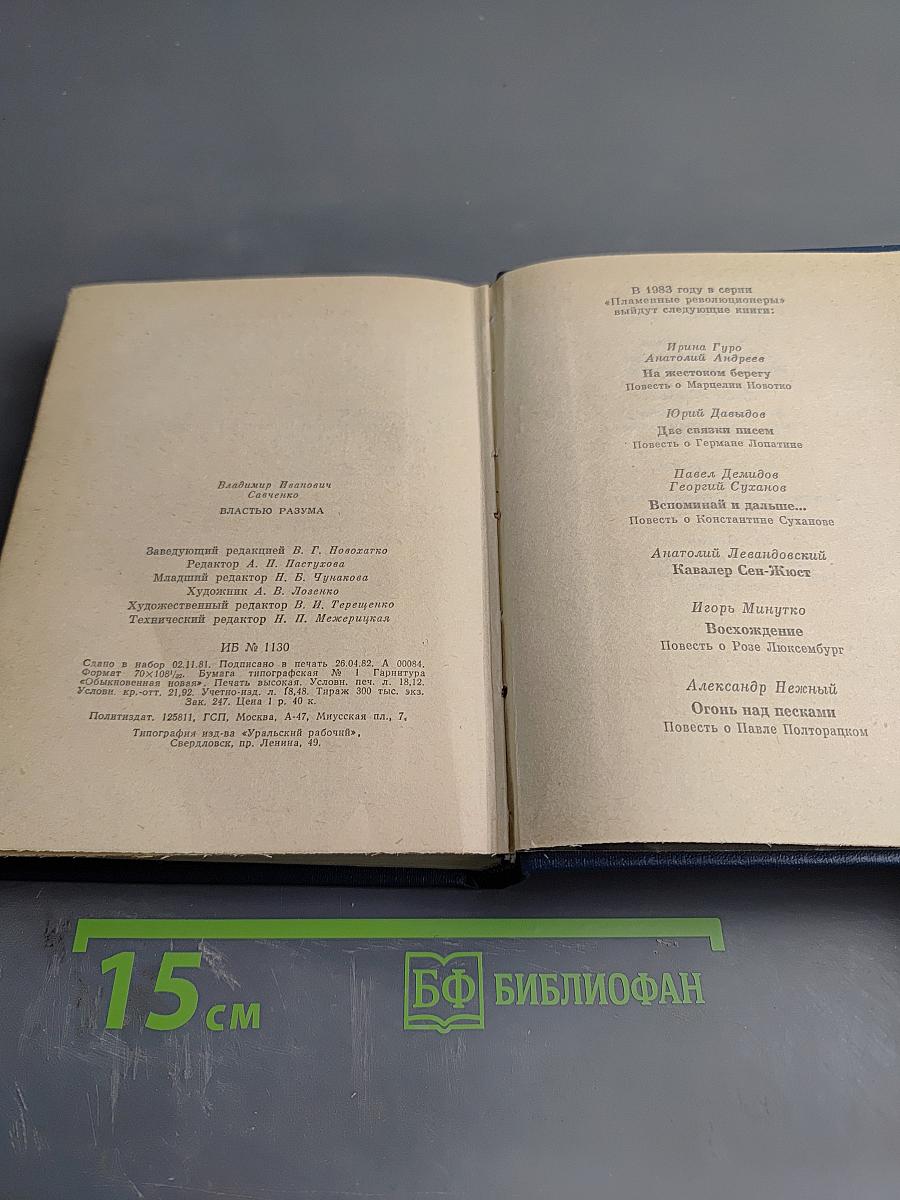 Владимир Иванович
Савченко
ВЛАСТЬЮ РАЗУМА
Заведующий редакцией В. Г. Новохатко
Редактор А. П. Пастухова
Младший редактор Н. Б. Чунакова
Художник А. В. Лозенко
Художественный редактор В. И. Терещенко
Технический редактор Н. П. Межерицкая
ИБ № 1130
Сдано в набор 02.11.81. Подписано в печать 26.04.82. А 00084.
Формат 70×108¹/₃₂. Бумага типографская № 1 Гарнитура
«Обыкновенная новая». Печать высокая. Условн. печ. л. 18,12.
Условн. кр.-отт. 21,92. Учетно-изд. л. 18,48. Тираж 300 тыс. экз.
Зак. 247. Цена 1 р. 40 к.
Политиздат. 125811, ГСП, Москва, А-47, Миусская пл., 7.
Типография изд-ва «Уральский рабочий»,
Свердловск, пр. Ленина, 49.
В 1983 году в серии
«Пламенные революционеры»
выйдут следующие книги:
Ирина Гуро
Анатолий Андреев
На жестоком берегу
Повесть о Марцелии Новотко
Юрий Давыдов
Две связки писем
Повесть о Германе Лопатине
Павел Демидов
Георгий Суханов
Вспоминай и дальше...
Повесть о Константине Суханове
Анатолий Левандовский
Кавалер Сен-Жюст
Игорь Минутко
Восхождение
Повесть о Розе Люксембург
Александр Нежный
Огонь над песками
Повесть о Павле Полторацком
15 см
БФ БИБЛИОФАН